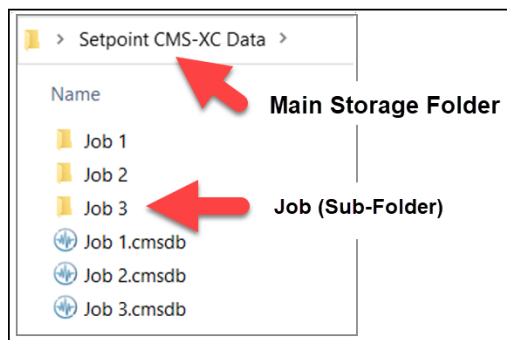 > Setpoint CMS-XC Data >
Name
Main Storage Folder
Job 1
Job 2
Job 3
Job (Sub-Folder)
Job 1.cmsdb
Job 2.cmsdb
Job 3.cmsdb